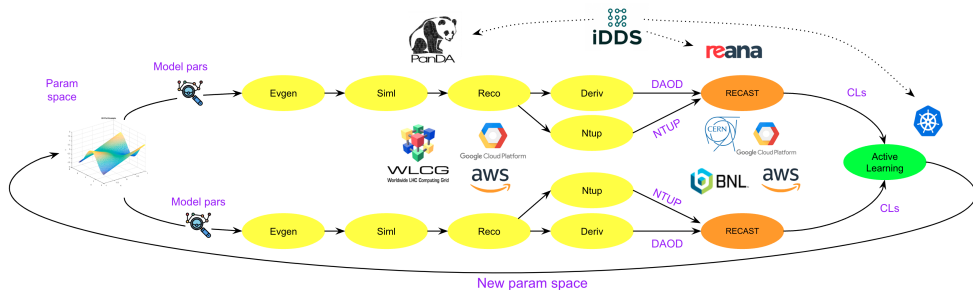 iDDS
PanDA
reana
Model pars
Param
space
DAOD
CLs
Evgen
Siml
Reco
Deriv
RECAST
NTUP
Ntup
CERN
Google Cloud Platform
Google Cloud Platform
WLCG
Worldwide LHC Computing Grid
aws
BNL
aws
Active
Learning
Model pars
Ntup
NTUP
CLs
Evgen
Siml
Reco
Deriv
RECAST
DAOD
New param space